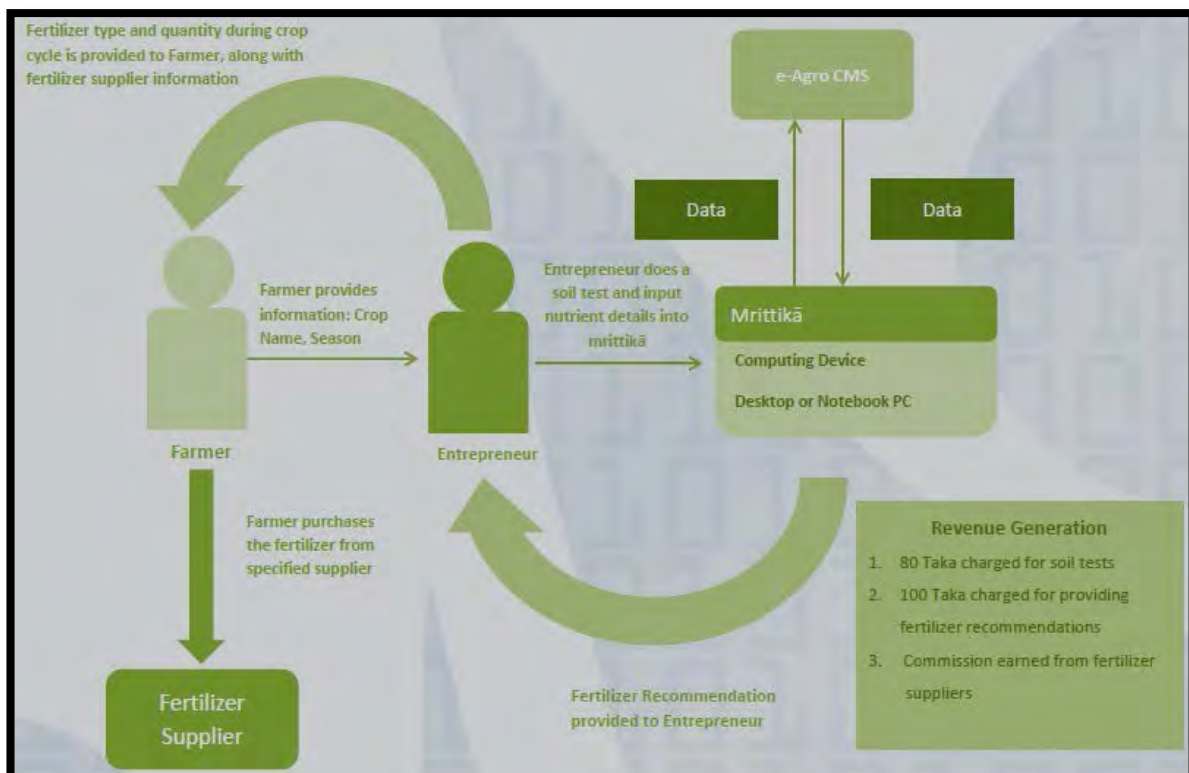 Fertilizer type and quantity during crop
cycle is provided to Farmer, along with
fertilizer supplier information
e-Agro CMS
Data
Data
Farmer provides
information: Crop
Name, Season
Entrepreneur does a
soil test and input
nutrient details into
mrittikā
Mrittikā
Computing Device
Desktop or Notebook PC
Farmer
Entrepreneur
Farmer purchases
the fertilizer from
specified supplier
Fertilizer
Supplier
Fertilizer Recommendation
provided to Entrepreneur
Revenue Generation
1. 80 Taka charged for soil tests
2. 100 Taka charged for providing
fertilizer recommendations
3. Commission earned from fertilizer
suppliers